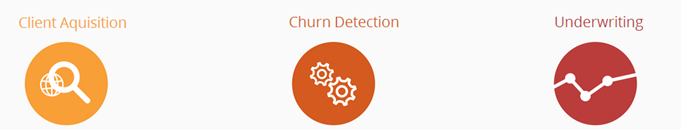 Client Aquisition
Churn Detection
Underwriting